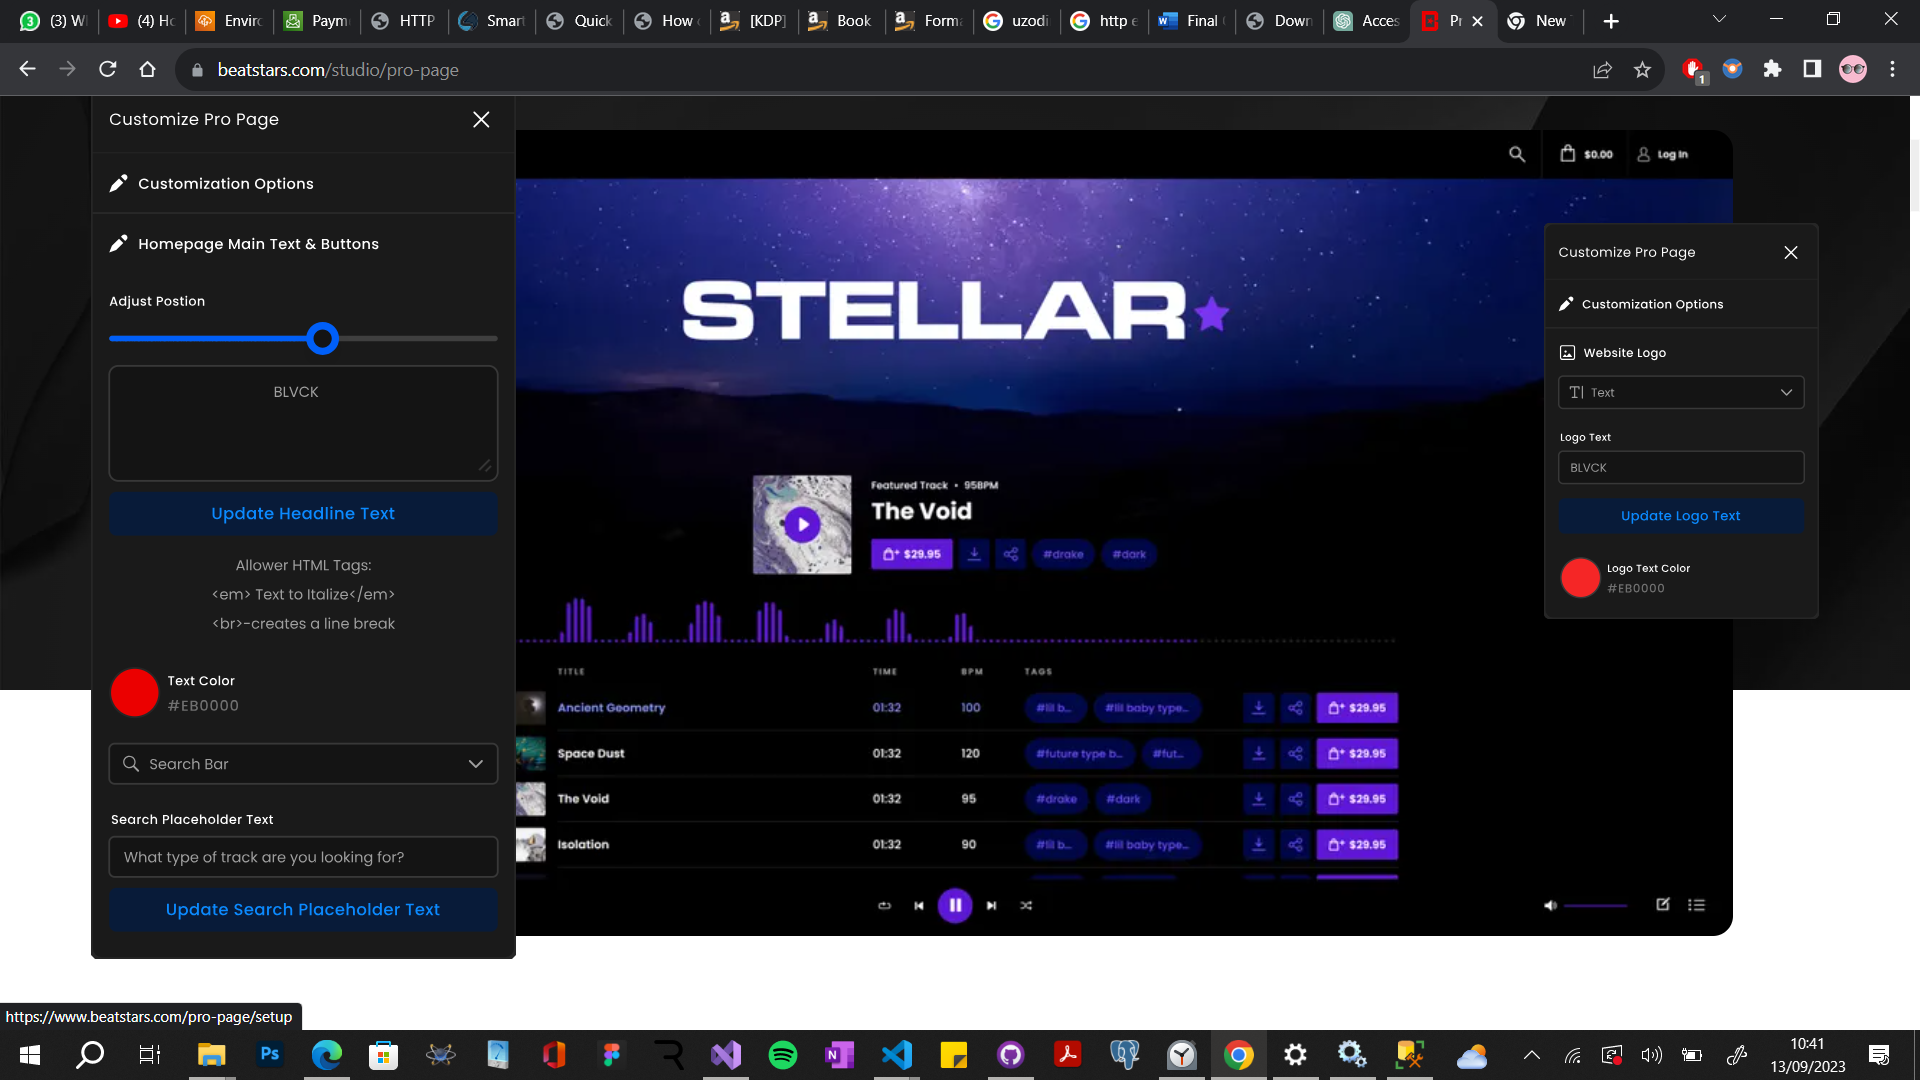 (3) W
(4) Ho
Enviro
Paym
HTTP
Smart
Quick
How
[KDP]
Book
Forma
uzodi
http e
Final
Down
Acces
Pr
New
beatstars.com/studio/pro-page
1
Customize Pro Page
Customization Options
Homepage Main Text & Buttons
Adjust Postion
BLVCK
Update Headline Text
Allower HTML Tags:
<em> Text to Italize</em>
<br>-creates a line break
Text Color
#EB0000
Search Bar
Search Placeholder Text
What type of track are you looking for?
Update Search Placeholder Text
$0.00
Log In
STELLAR
Featured Track • 95BPM
The Void
$29.95
#drake
#dark
TITLE TIME BPM TAGS
Ancient Geometry 01:32 100 #lil b... #lil baby type... $29.95
Space Dust 01:32 120 #future type b... #fut... $29.95
The Void 01:32 95 #drake #dark $29.95
Isolation 01:32 90 #lil b... #lil baby type... $29.95
Customize Pro Page
Customization Options
Website Logo
Text
Logo Text
BLVCK
Update Logo Text
Logo Text Color
#EB0000
https://www.beatstars.com/pro-page/setup
Ps
N
10:41
13/09/2023